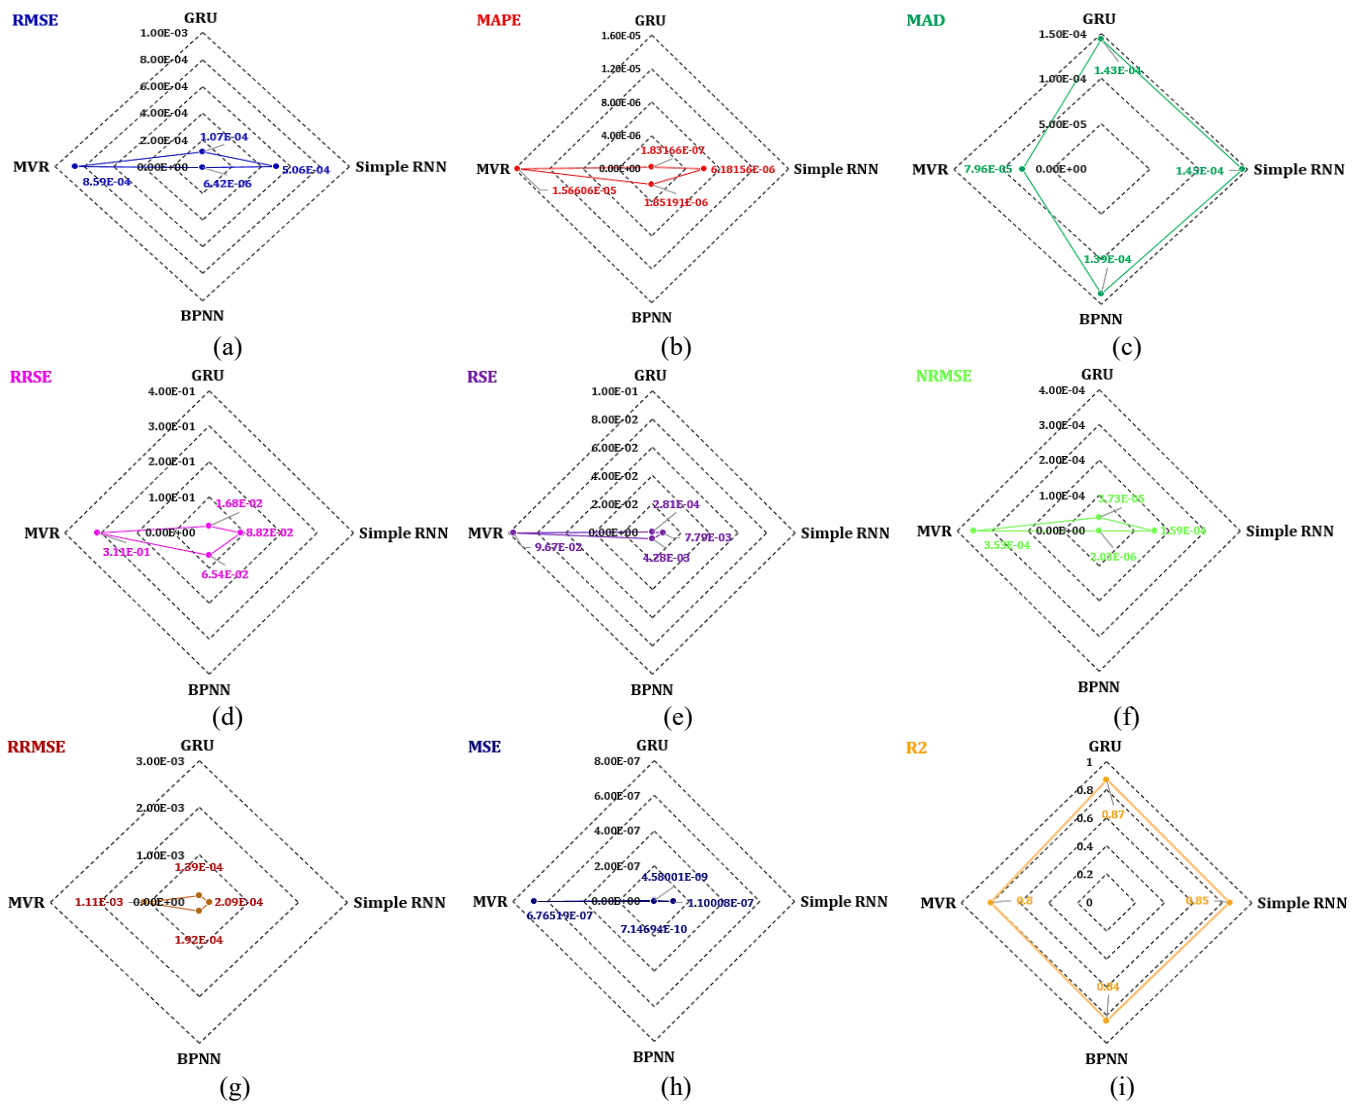 RMSE
GRU
1.00E-03
8.00E-04
6.00E-04
4.00E-04
2.00E-04
0.00E+00
1.07E-04
MVR
Simple RNN
8.59E-04
5.06E-04
6.42E-06
BPNN
(a)
MAPE
GRU
1.60E-05
1.20E-05
8.00E-06
4.00E-06
0.00E+00
1.83166E-07
MVR
Simple RNN
6.18156E-06
1.56606E-05
1.85191E-06
BPNN
(b)
MAD
GRU
1.50E-04
1.00E-04
5.00E-05
0.00E+00
1.43E-04
MVR
7.96E-05
1.45E-04
Simple RNN
1.39E-04
BPNN
(c)
RRSE
GRU
4.00E-01
3.00E-01
2.00E-01
1.00E-01
0.00E+00
1.68E-02
MVR
8.82E-02
Simple RNN
3.11E-01
6.54E-02
BPNN
(d)
RSE
GRU
1.00E-01
8.00E-02
6.00E-02
4.00E-02
2.00E-02
0.00E+00
2.81E-04
MVR
Simple RNN
7.79E-03
9.67E-02
4.28E-03
BPNN
(e)
NRMSE
GRU
4.00E-04
3.00E-04
2.00E-04
1.00E-04
0.00E+00
3.73E-05
MVR
1.59E-04
Simple RNN
3.53E-04
2.03E-06
BPNN
(f)
RRMSE
GRU
3.00E-03
2.00E-03
1.00E-03
0.00E+00
1.39E-04
MVR
1.11E-03
2.09E-04
Simple RNN
1.92E-04
BPNN
(g)
MSE
GRU
8.00E-07
6.00E-07
4.00E-07
2.00E-07
0.00E+00
4.58001E-09
MVR
1.10008E-07
Simple RNN
6.76519E-07
7.14694E-10
BPNN
(h)
R2
GRU
1
0.8
0.6
0.4
0.2
0
0.87
MVR
0.8
0.85
Simple RNN
0.84
BPNN
(i)